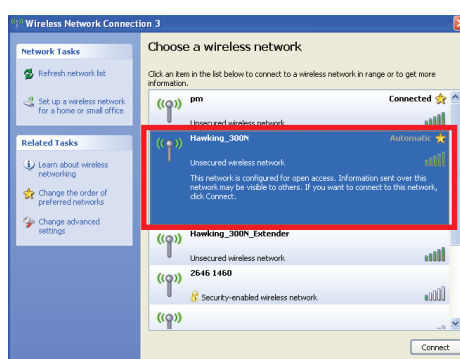 Wireless Network Connection 3
Network Tasks
Refresh network list
Set up a wireless network
for a home or small office
Related Tasks
Learn about wireless
networking
Change the order of
preferred networks
Change advanced
settings
Choose a wireless network
Click an item in the list below to connect to a wireless network in range or to get more
information.
pm
Connected
Unsecured wireless network
Hawking_300N
Automatic
Unsecured wireless network
This network is configured for open access. Information sent over this
network may be visible to others. If you want to connect to this network,
click Connect.
Hawking_300N_Extender
Unsecured wireless network
2646 1460
Security-enabled wireless network
Connect